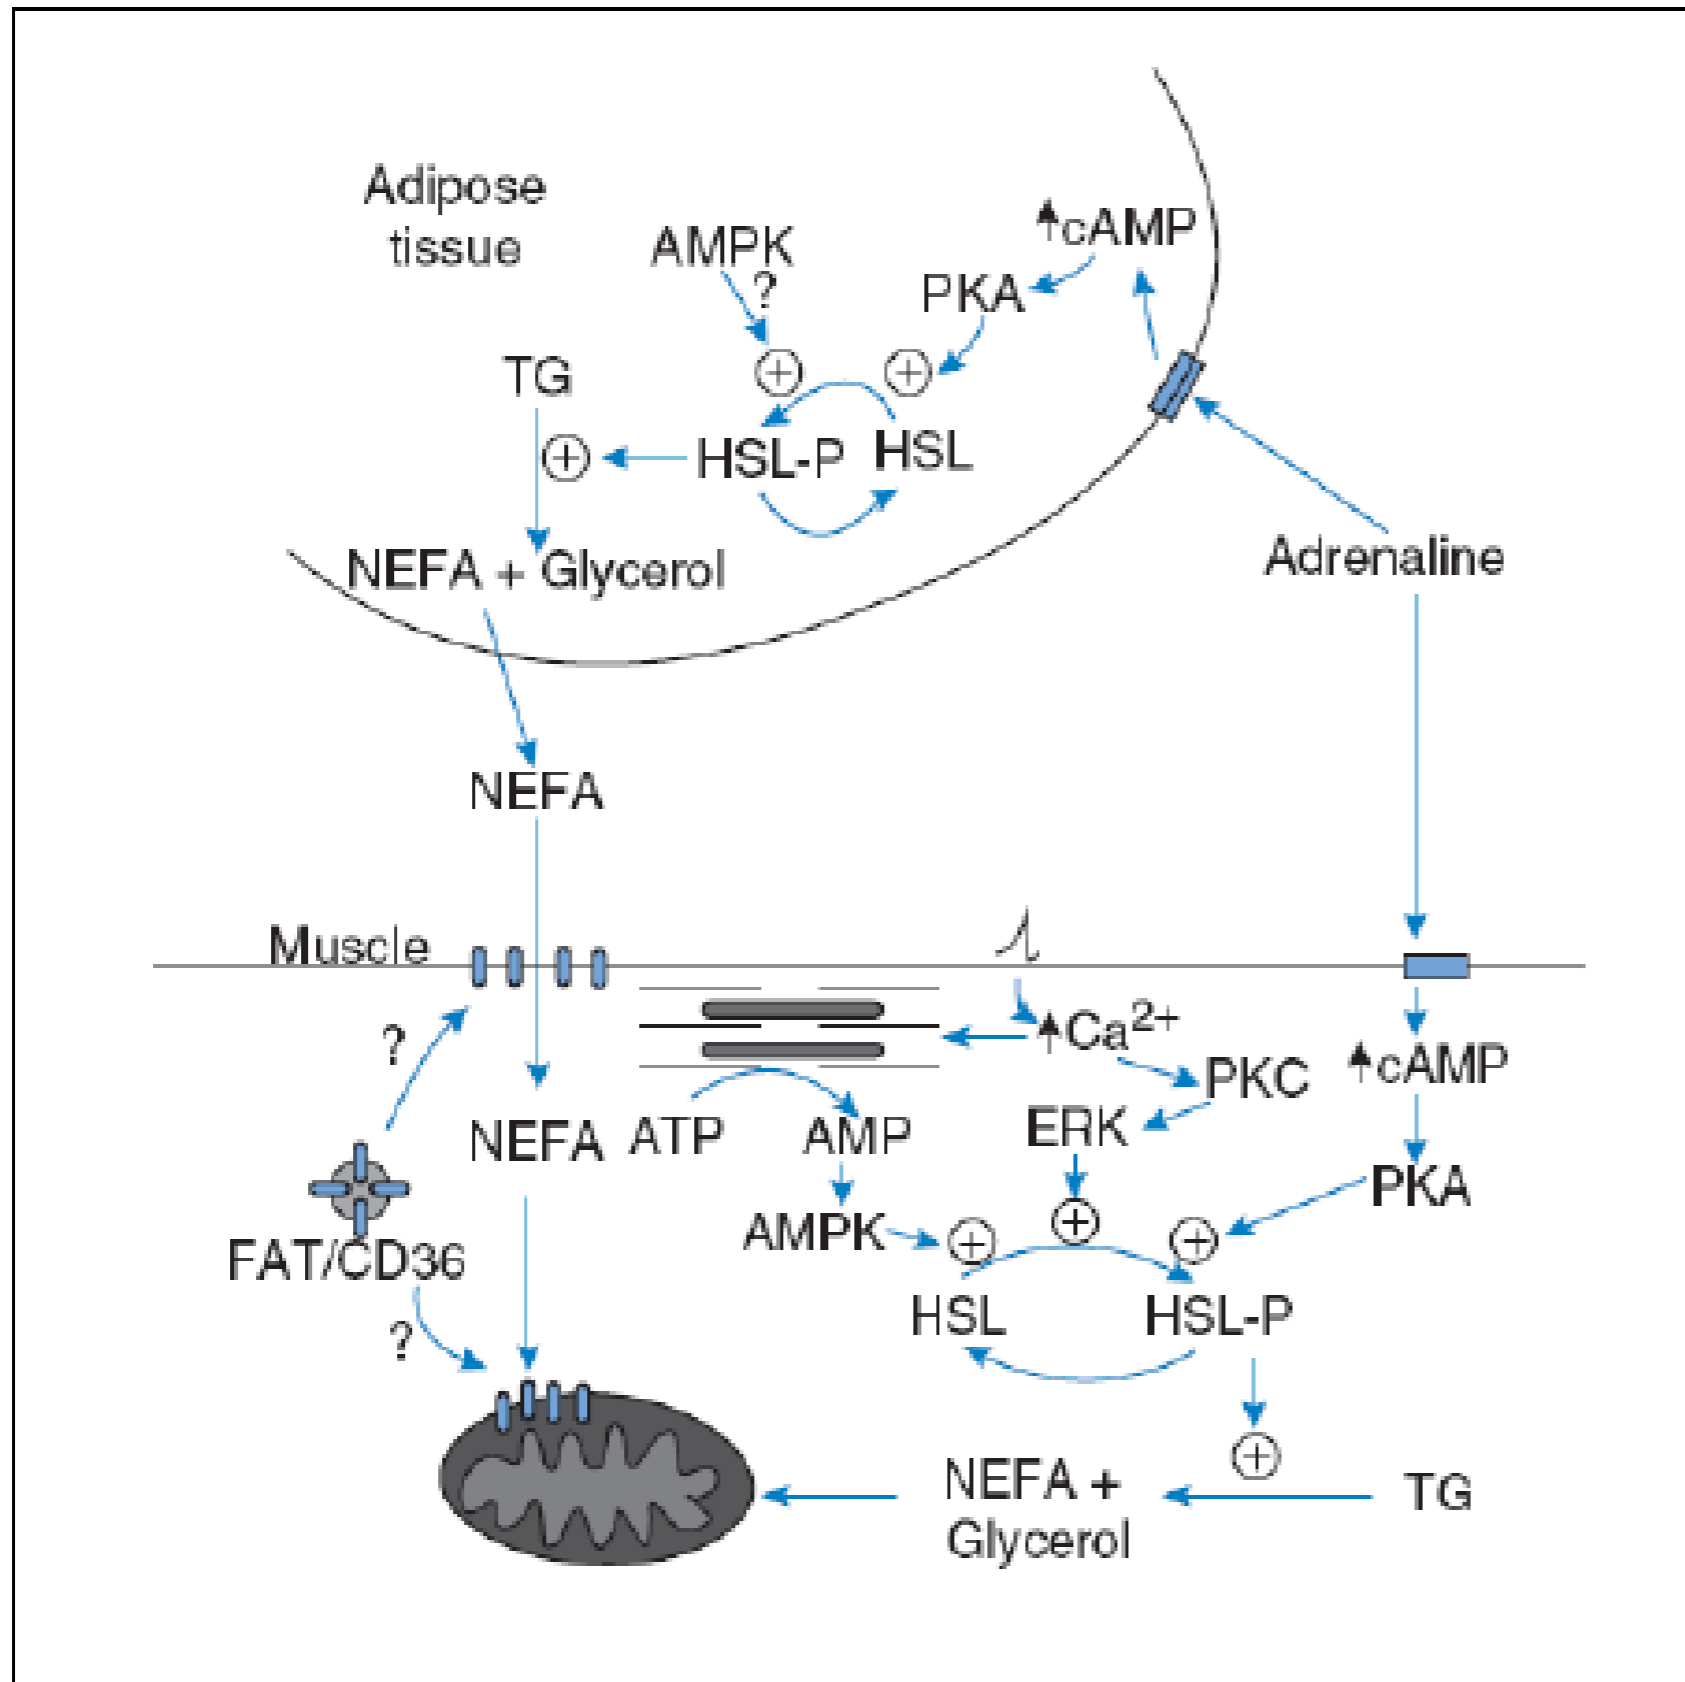 Adipose
tissue
AMPK
?
↑cAMP
PKA
+
+
TG
+
HSL-P
HSL
NEFA + Glycerol
Adrenaline
NEFA
Muscle
?
↑Ca2+
PKC
↑cAMP
NEFA
ATP
AMP
ERK
PKA
FAT/CD36
AMPK
+
+
+
HSL
HSL-P
?
+
NEFA +
Glycerol
TG